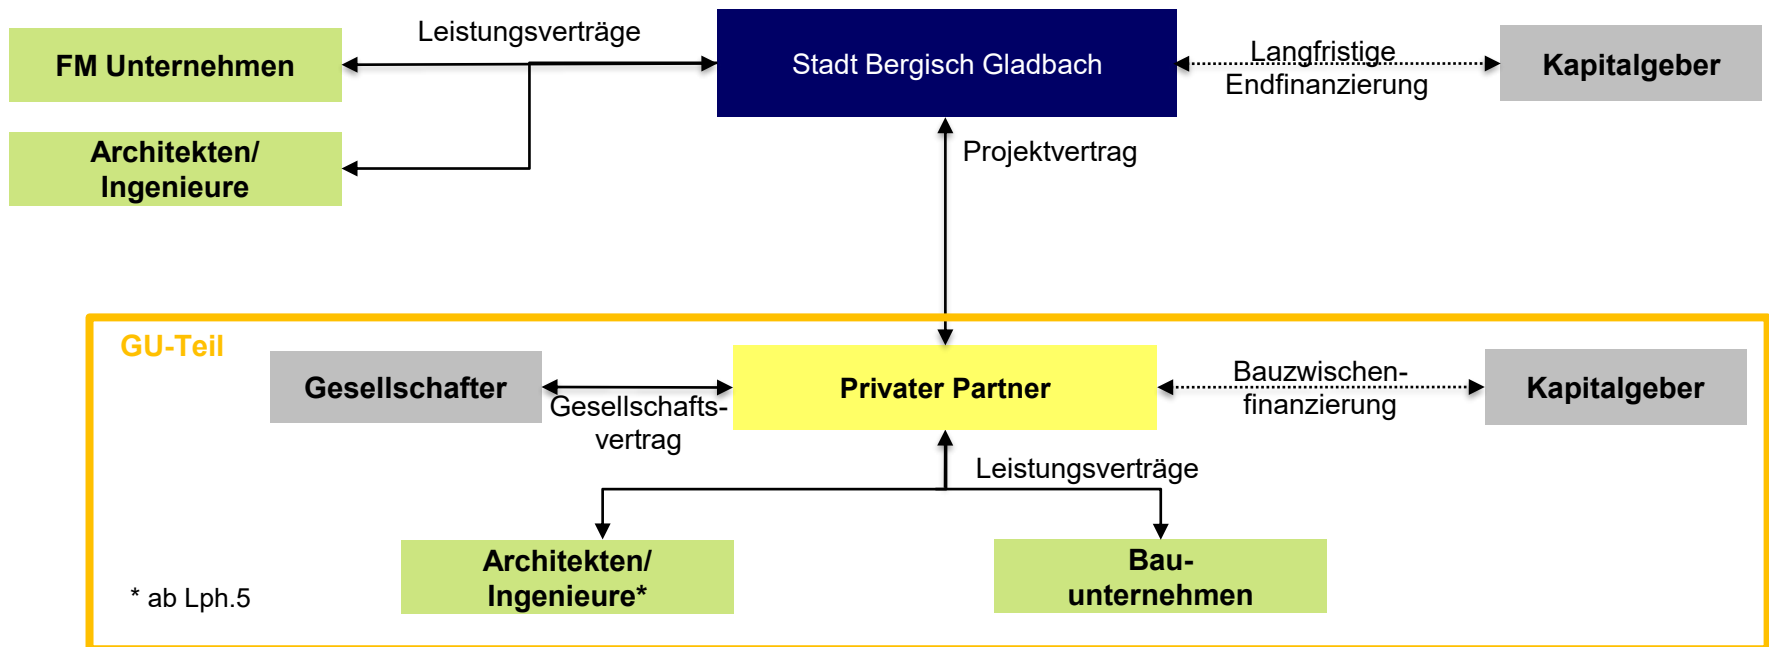 Leistungsverträge
FM Unternehmen
Stadt Bergisch Gladbach
Langfristige
Endfinanzierung
Kapitalgeber
Architekten/
Ingenieure
Projektvertrag
GU-Teil
Gesellschafter
Gesellschafts-
vertrag
Privater Partner
Bauzwischen-
finanzierung
Kapitalgeber
Leistungsverträge
Architekten/
Ingenieure*
Bau-
unternehmen
* ab Lph.5